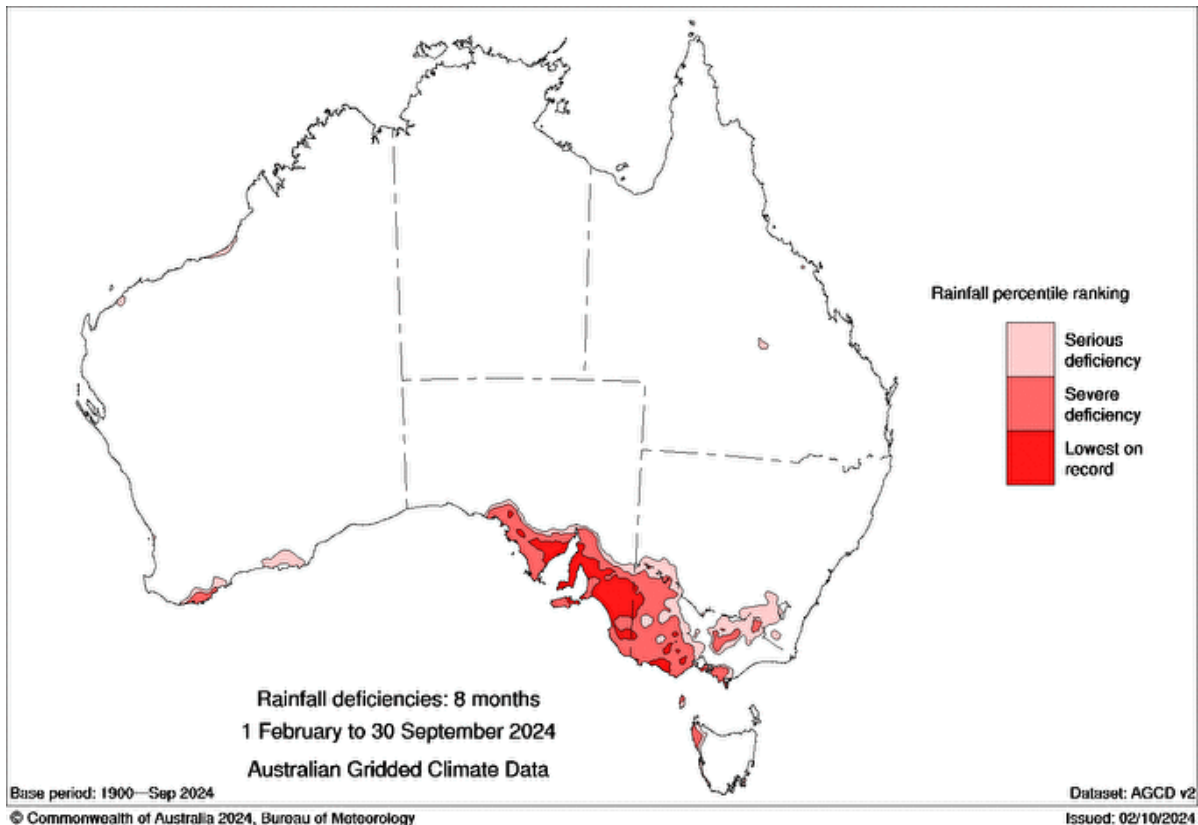 Rainfall percentile ranking
Serious
deficiency
Severe
deficiency
Lowest on
record
Rainfall deficiencies: 8 months
1 February to 30 September 2024
Australian Gridded Climate Data
Base period: 1900—Sep 2024
Dataset: AGCD v2
© Commonwealth of Australia 2024, Bureau of Meteorology
Issued: 02/10/2024